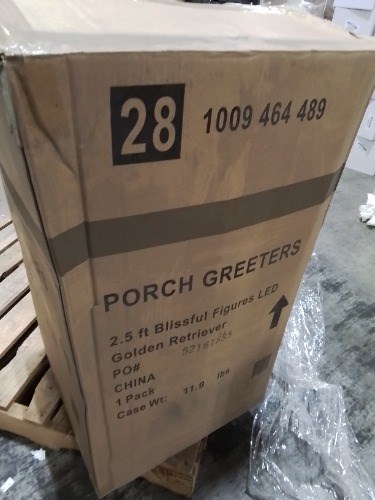 28 1009 464 489
PORCH GREETERS
2.5 ft Blissful Figures LED
Golden Retriever
PO#
CHINA
1 Pack
Case Wt: 11.9 lbs